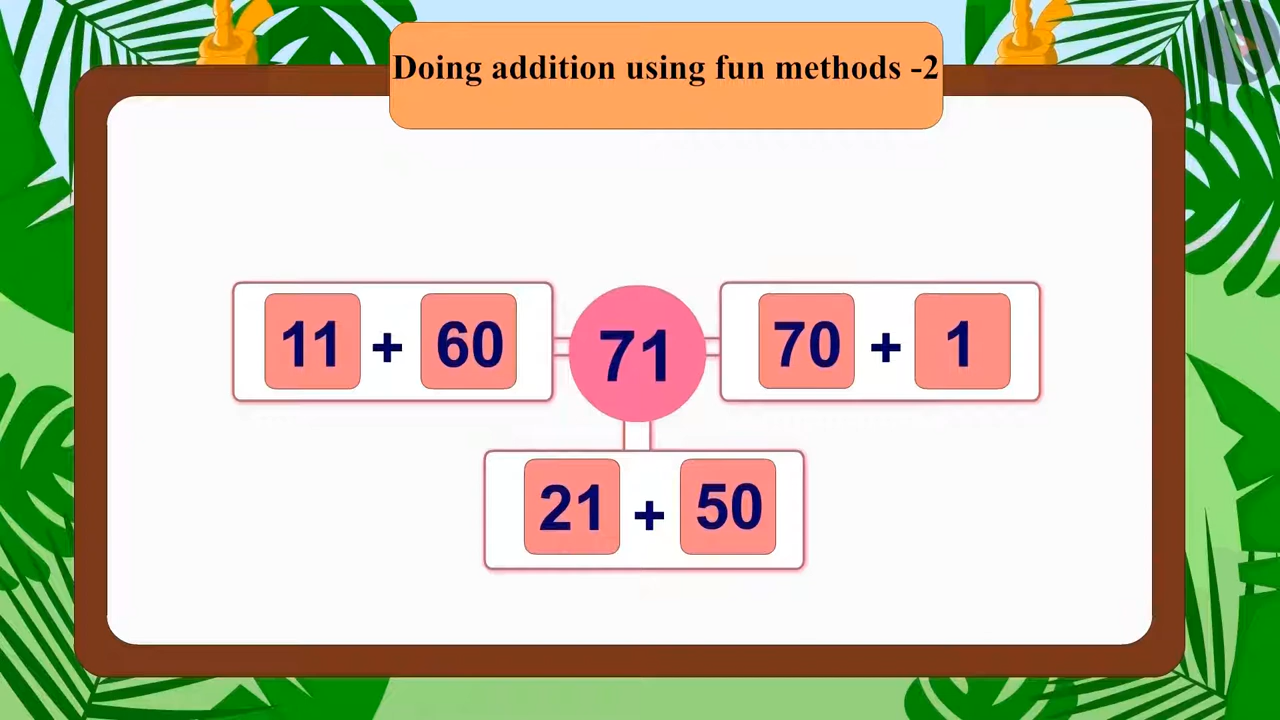 Doing addition using fun methods -2
11 + 60
71
70 + 1
21 + 50